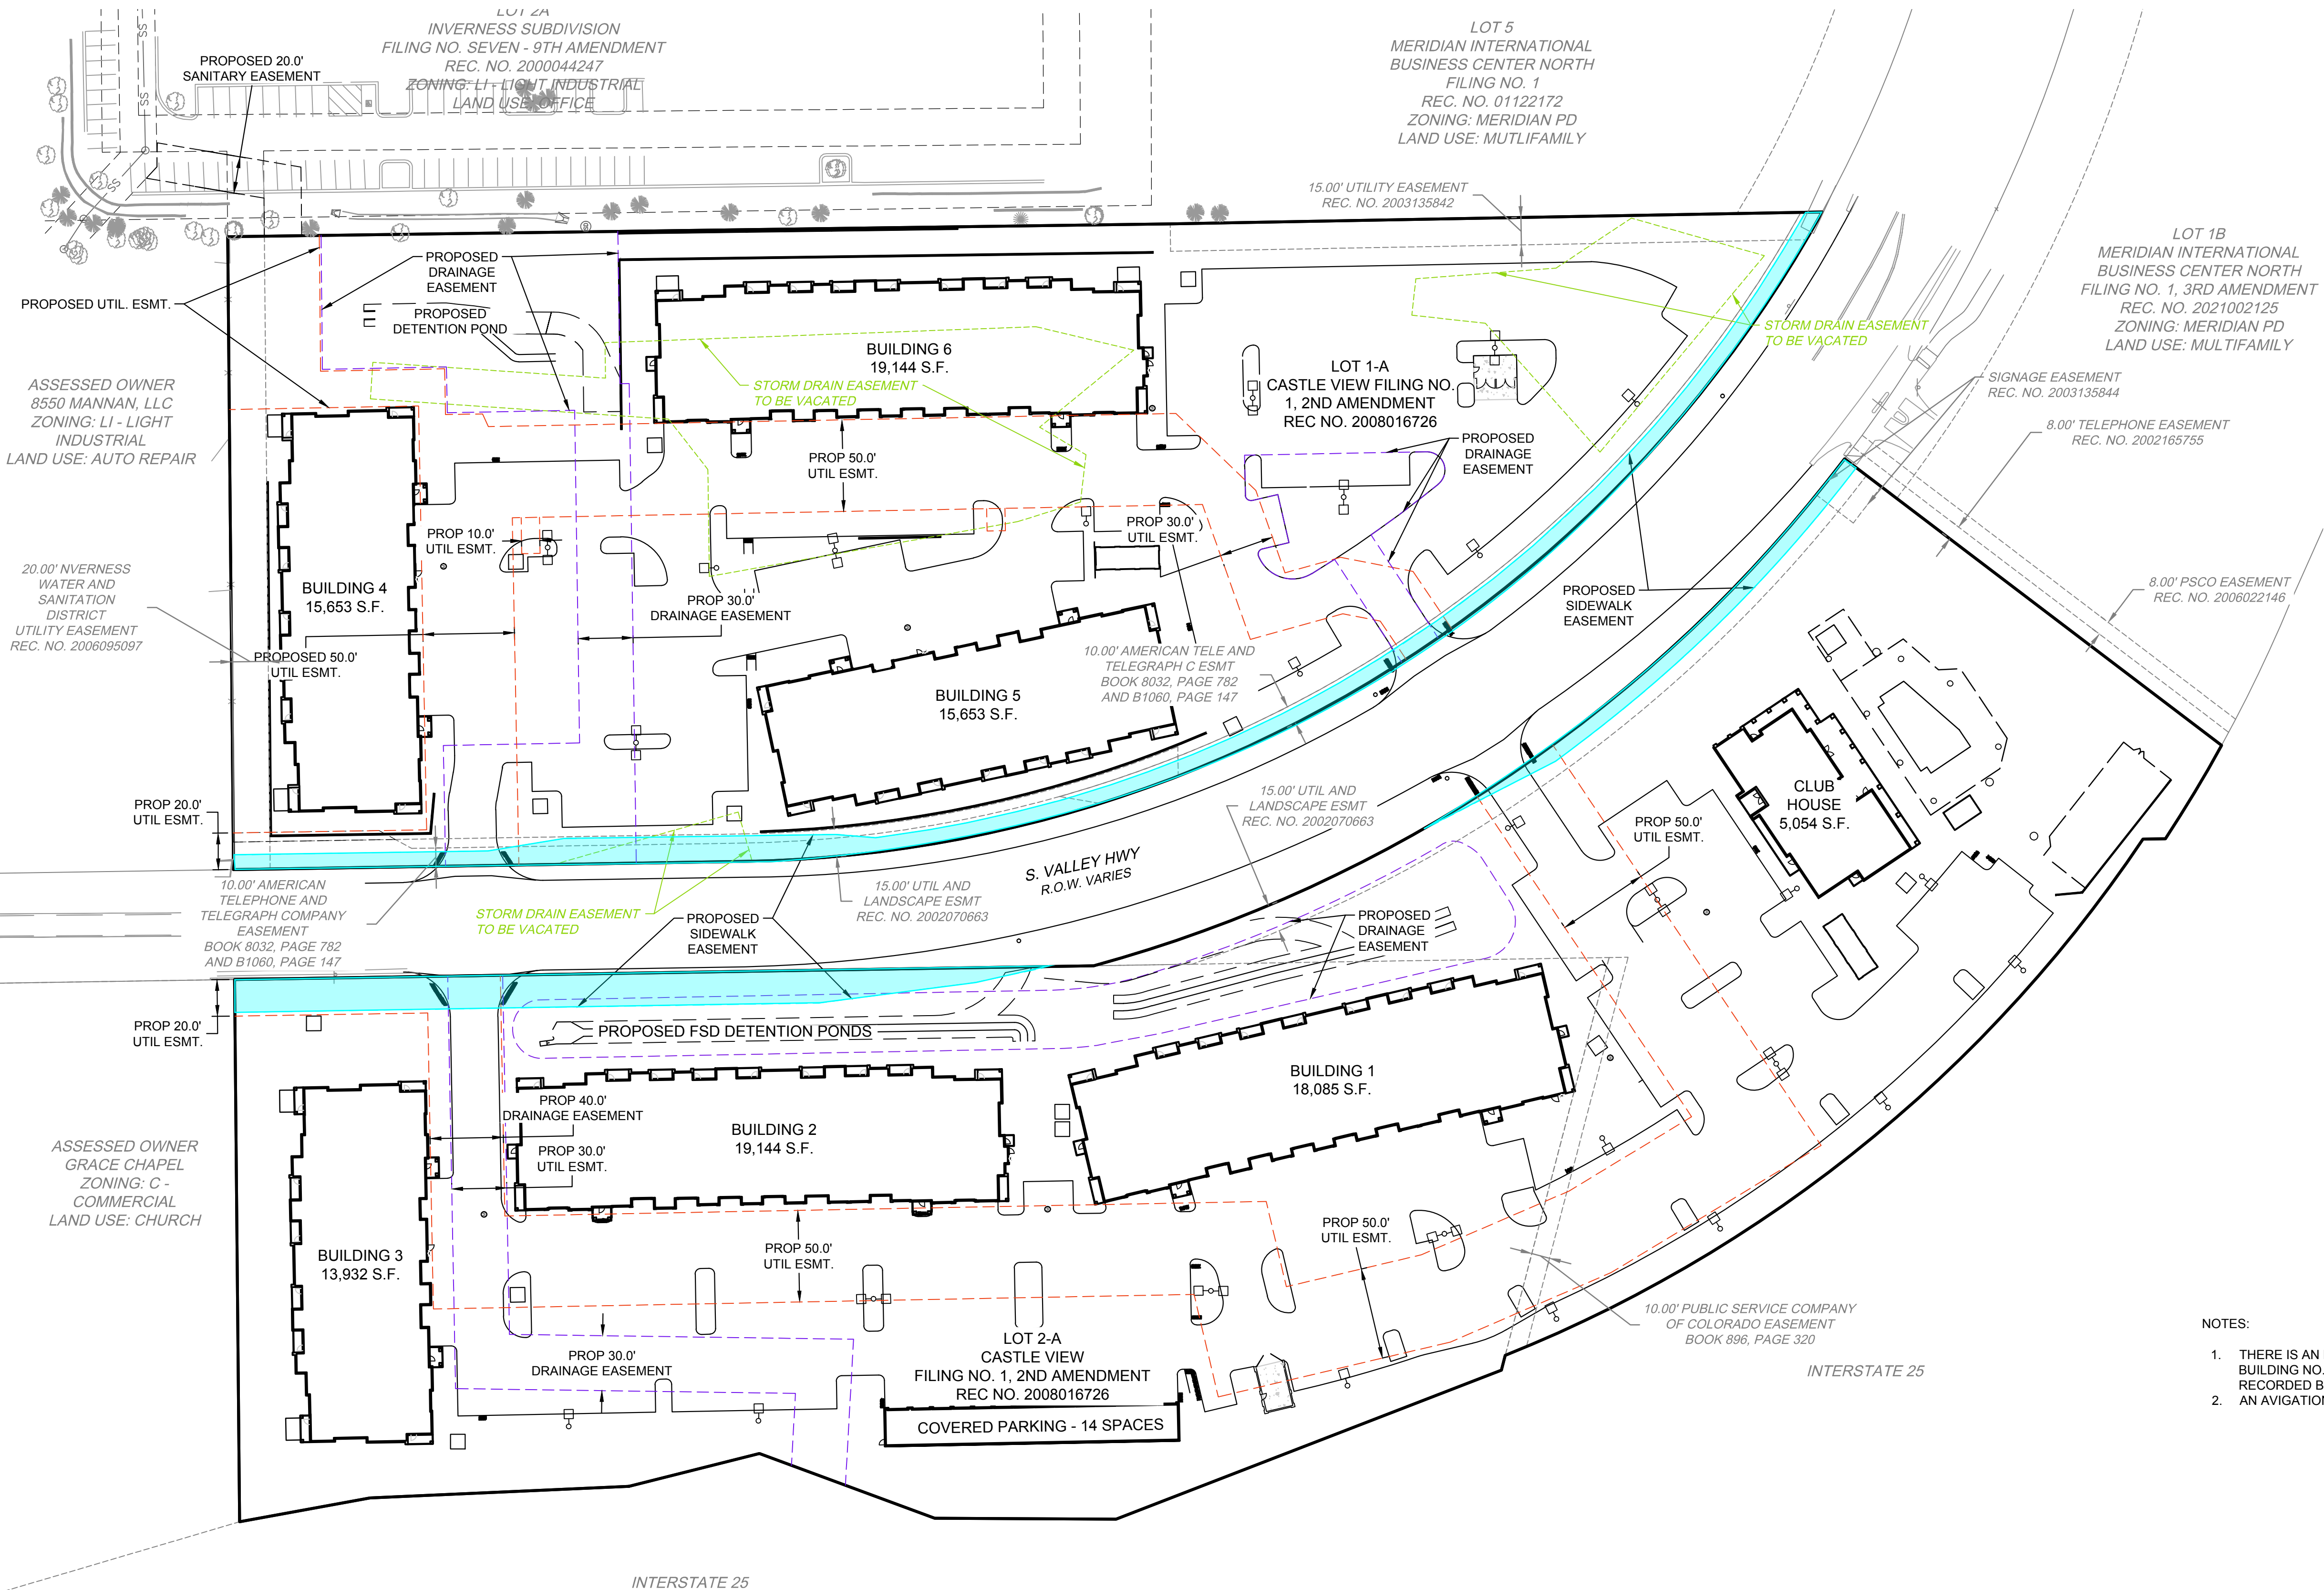 LOT 2A
INVERNESS SUBDIVISION
FILING NO. SEVEN - 9TH AMENDMENT
REC. NO. 2000044247
ZONING: LI - LIGHT INDUSTRIAL
LAND USE: OFFICE
PROPOSED 20.0'
SANITARY EASEMENT
SS
SS
SS
LOT 5
MERIDIAN INTERNATIONAL
BUSINESS CENTER NORTH
FILING NO. 1
REC. NO. 01122172
ZONING: MERIDIAN PD
LAND USE: MUTLIFAMILY
15.00' UTILITY EASEMENT
REC. NO. 2003135842
LOT 1B
MERIDIAN INTERNATIONAL
BUSINESS CENTER NORTH
FILING NO. 1, 3RD AMENDMENT
REC. NO. 2021002125
ZONING: MERIDIAN PD
LAND USE: MULTIFAMILY
PROPOSED UTIL. ESMT.
PROPOSED
DRAINAGE
EASEMENT
PROPOSED
DETENTION POND
BUILDING 6
19,144 S.F.
STORM DRAIN EASEMENT
TO BE VACATED
STORM DRAIN EASEMENT
TO BE VACATED
LOT 1-A
CASTLE VIEW FILING NO.
1, 2ND AMENDMENT
REC NO. 2008016726
SIGNAGE EASEMENT
REC. NO. 2003135844
8.00' TELEPHONE EASEMENT
REC. NO. 2002165755
ASSESSED OWNER
8550 MANNAN, LLC
ZONING: LI - LIGHT
INDUSTRIAL
LAND USE: AUTO REPAIR
PROP 50.0'
UTIL ESMT.
PROPOSED
DRAINAGE
EASEMENT
PROP 10.0'
UTIL ESMT.
PROP 30.0'
UTIL ESMT.
20.00' NVERNESS
WATER AND
SANITATION
DISTRICT
UTILITY EASEMENT
REC. NO. 2006095097
BUILDING 4
15,653 S.F.
PROP 30.0'
DRAINAGE EASEMENT
PROPOSED
SIDEWALK
EASEMENT
8.00' PSCO EASEMENT
REC. NO. 2006022146
PROPOSED 50.0'
UTIL ESMT.
10.00' AMERICAN TELE AND
TELEGRAPH C ESMT
BOOK 8032, PAGE 782
AND B1060, PAGE 147
BUILDING 5
15,653 S.F.
PROP 20.0'
UTIL ESMT.
15.00' UTIL AND
LANDSCAPE ESMT
REC. NO. 2002070663
CLUB
HOUSE
5,054 S.F.
PROP 50.0'
UTIL ESMT.
S. VALLEY HWY
R.O.W. VARIES
10.00' AMERICAN
TELEPHONE AND
TELEGRAPH COMPANY
EASEMENT
BOOK 8032, PAGE 782
AND B1060, PAGE 147
STORM DRAIN EASEMENT
TO BE VACATED
PROPOSED
SIDEWALK
EASEMENT
15.00' UTIL AND
LANDSCAPE ESMT
REC. NO. 2002070663
PROPOSED
DRAINAGE
EASEMENT
PROP 20.0'
UTIL ESMT.
PROPOSED FSD DETENTION PONDS
BUILDING 1
18,085 S.F.
PROP 40.0'
DRAINAGE EASEMENT
BUILDING 2
19,144 S.F.
PROP 30.0'
UTIL ESMT.
ASSESSED OWNER
GRACE CHAPEL
ZONING: C -
COMMERCIAL
LAND USE: CHURCH
BUILDING 3
13,932 S.F.
PROP 50.0'
UTIL ESMT.
PROP 50.0'
UTIL ESMT.
10.00' PUBLIC SERVICE COMPANY
OF COLORADO EASEMENT
BOOK 896, PAGE 320
PROP 30.0'
DRAINAGE EASEMENT
LOT 2-A
CASTLE VIEW
FILING NO. 1, 2ND AMENDMENT
REC NO. 2008016726
COVERED PARKING - 14 SPACES
INTERSTATE 25
NOTES:
1. THERE IS AN
BUILDING NO.
RECORDED B
2. AN AVIGATION
INTERSTATE 25